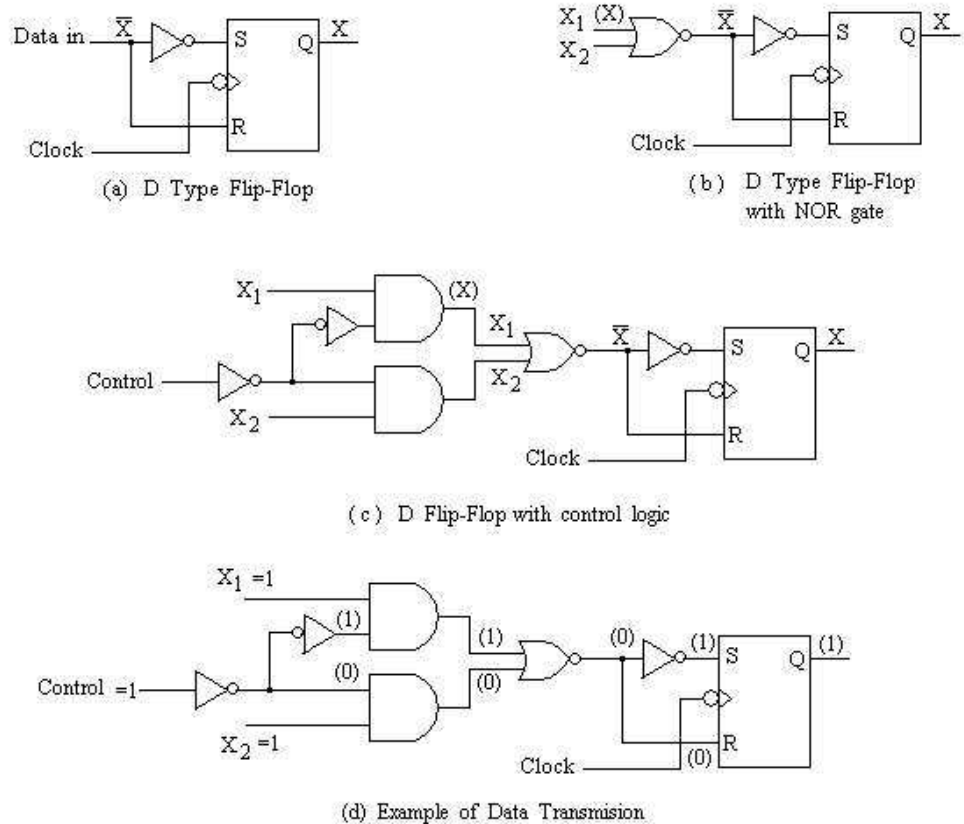 Data in X̅ S Q X
Clock R
(a) D Type Flip-Flop
X1 (X) X̅ S Q X
X2
Clock R
(b) D Type Flip-Flop
with NOR gate
X1 (X)
X1 X̅ S Q X
Control X2
X2 R
Clock
(c) D Flip-Flop with control logic
X1 =1
(1) (1) (0) (1) S Q (1)
(0) (0)
Control =1
X2 =1 R
Clock (0)
(d) Example of Data Transmision